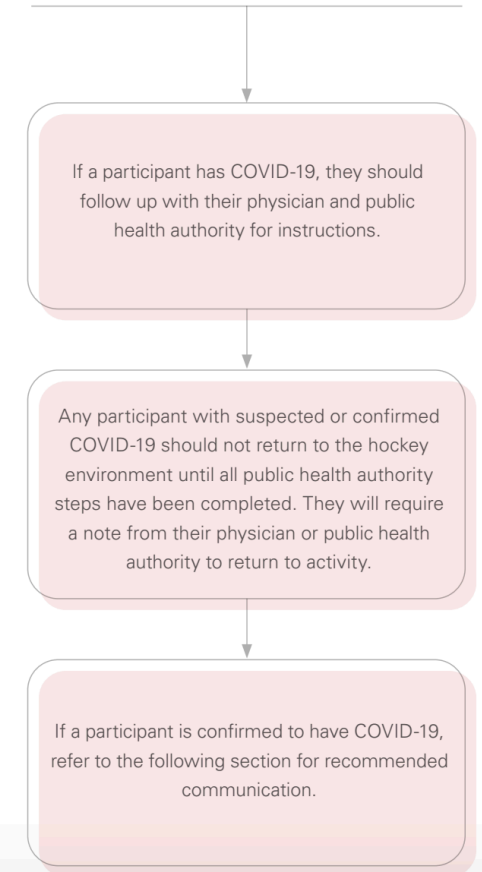 If a participant has COVID-19, they should
follow up with their physician and public
health authority for instructions.
Any participant with suspected or confirmed
COVID-19 should not return to the hockey
environment until all public health authority
steps have been completed. They will require
a note from their physician or public health
authority to return to activity.
If a participant is confirmed to have COVID-19,
refer to the following section for recommended
communication.